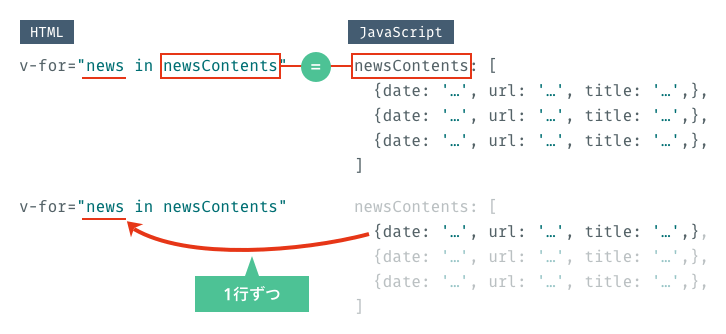 HTML
v-for="news in newsContents"
=
JavaScript
newsContents: [
{date: '…', url: '…', title: '…',},
{date: '…', url: '…', title: '…',},
{date: '…', url: '…', title: '…',},
]
v-for="news in newsContents"
1行ずつ
newsContents: [
{date: '…', url: '…', title: '…',},
{date: '…', url: '…', title: '…',},
{date: '…', url: '…', title: '…',},
]